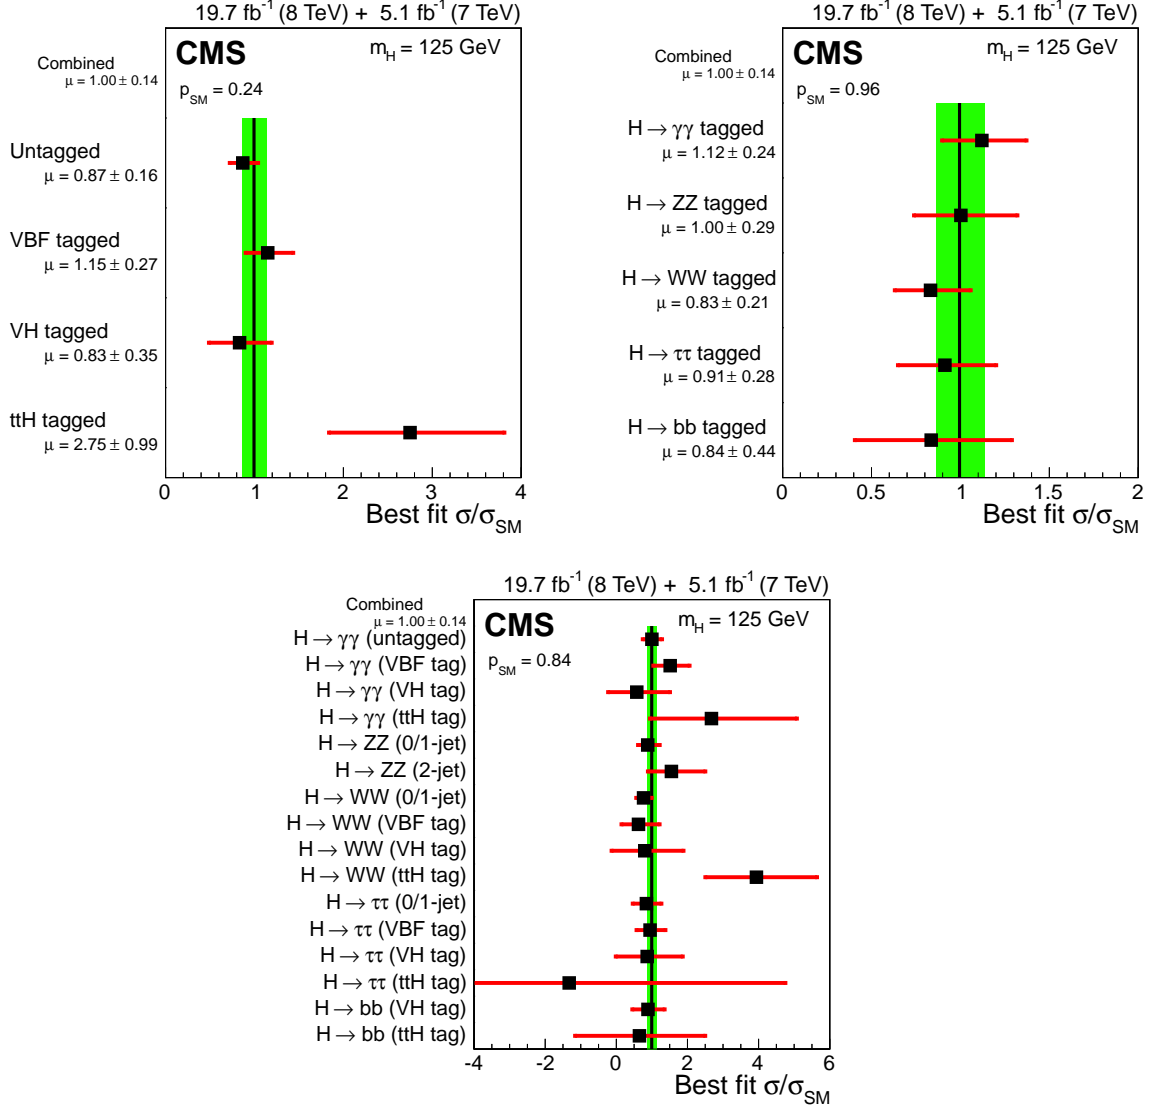 19.7 fb⁻¹ (8 TeV) + 5.1 fb⁻¹ (7 TeV)
CMS
m_H = 125 GeV
Combined
μ = 1.00 ± 0.14
p_SM = 0.24
Untagged
μ = 0.87 ± 0.16
VBF tagged
μ = 1.15 ± 0.27
VH tagged
μ = 0.83 ± 0.35
ttH tagged
μ = 2.75 ± 0.99
0 1 2 3 4
Best fit σ/σ_SM
19.7 fb⁻¹ (8 TeV) + 5.1 fb⁻¹ (7 TeV)
CMS
m_H = 125 GeV
Combined
μ = 1.00 ± 0.14
p_SM = 0.96
H → γγ tagged
μ = 1.12 ± 0.24
H → ZZ tagged
μ = 1.00 ± 0.29
H → WW tagged
μ = 0.83 ± 0.21
H → ττ tagged
μ = 0.91 ± 0.28
H → bb tagged
μ = 0.84 ± 0.44
0 0.5 1 1.5 2
Best fit σ/σ_SM
19.7 fb⁻¹ (8 TeV) + 5.1 fb⁻¹ (7 TeV)
Combined
μ = 1.00 ± 0.14
CMS
m_H = 125 GeV
p_SM = 0.84
H → γγ (untagged)
H → γγ (VBF tag)
H → γγ (VH tag)
H → γγ (ttH tag)
H → ZZ (0/1-jet)
H → ZZ (2-jet)
H → WW (0/1-jet)
H → WW (VBF tag)
H → WW (VH tag)
H → WW (ttH tag)
H → ττ (0/1-jet)
H → ττ (VBF tag)
H → ττ (VH tag)
H → ττ (ttH tag)
H → bb (VH tag)
H → bb (ttH tag)
-4 -2 0 2 4 6
Best fit σ/σ_SM